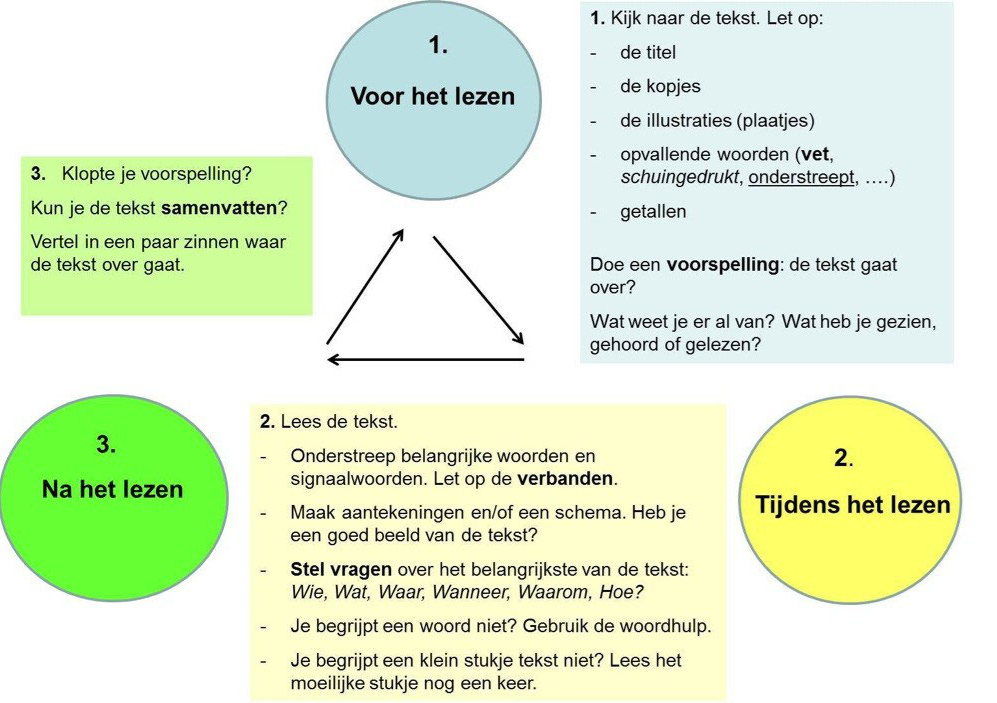 1.
Voor het lezen
1. Kijk naar de tekst. Let op:
- de titel
- de kopjes
- de illustraties (plaatjes)
- opvallende woorden (vet,
schuingedrukt, onderstreept, ....)
- getallen
Doe een voorspelling: de tekst gaat
over?
Wat weet je er al van? Wat heb je gezien,
gehoord of gelezen?
3. Klopte je voorspelling?
Kun je de tekst samenvatten?
Vertel in een paar zinnen waar
de tekst over gaat.
3.
Na het lezen
2. Lees de tekst.
- Onderstreep belangrijke woorden en
signaalwoorden. Let op de verbanden.
- Maak aantekeningen en/of een schema. Heb je
een goed beeld van de tekst?
- Stel vragen over het belangrijkste van de tekst:
Wie, Wat, Waar, Wanneer, Waarom, Hoe?
- Je begrijpt een woord niet? Gebruik de woordhulp.
- Je begrijpt een klein stukje tekst niet? Lees het
moeilijke stukje nog een keer.
2.
Tijdens het lezen